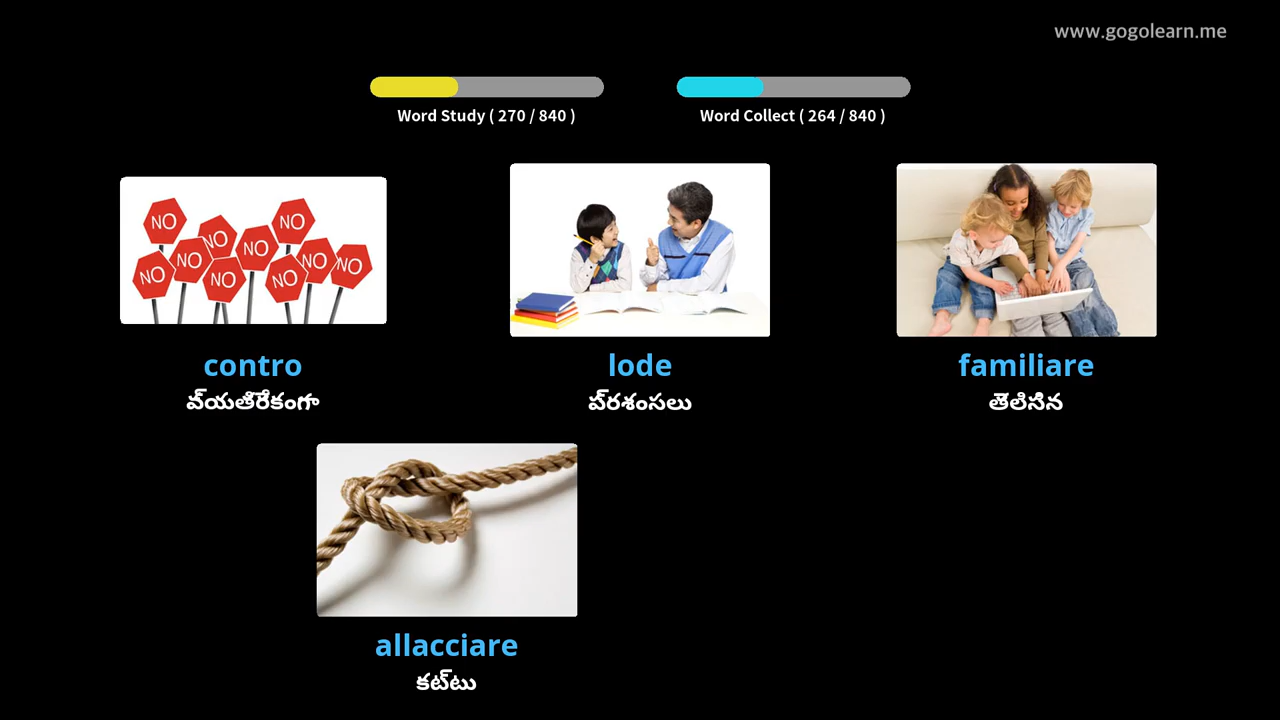 www.gogolearn.me
Word Study ( 270 / 840 )
Word Collect ( 264 / 840 )
NO NO NO NO NO NO NO NO NO NO
contro
వ్యతిరేకంగా
lode
ప్రశంసలు
familiare
తెలిసిన
allacciare
కట్టు